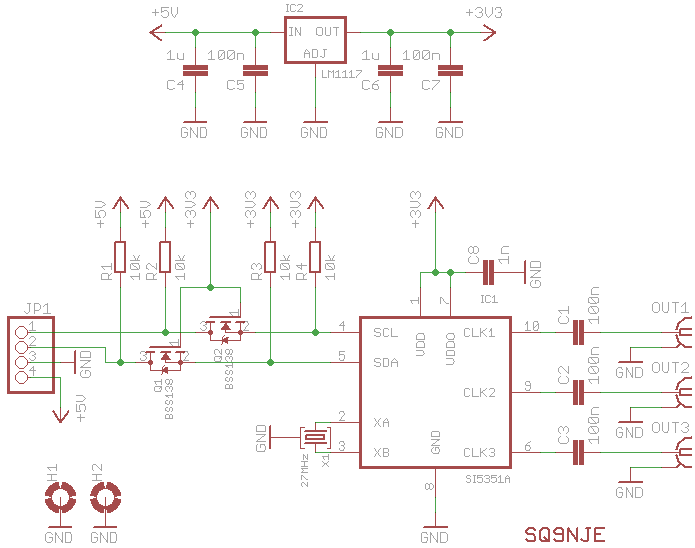 +5V
IC2
+3V3
IN OUT
ADJ
LM1117
1u 100n
C4 C5
1u 100n
C6 C7
GND GND GND GND GND
+5V +5V +3V3 +3V3 +3V3 +3V3
R1 10k
R2 10k
R3 10k
R4 10k
C8 1n
GND
IC1
JP1
1
2
3
4
GND
+5V
3 1 2
Q1
BSS138
3 1 2
Q2
BSS138
1 7
VDD VDDO
4 SCL
5 SDA
2 XA
3 XB
GND
8
CLK1 10
CLK2 9
CLK3 6
SI5351A
GND
X1
27MHz
C1 100n
C2 100n
C3 100n
OUT1
GND
OUT2
GND
OUT3
GND
H1 H2
GND GND
GND
SQ9NJE